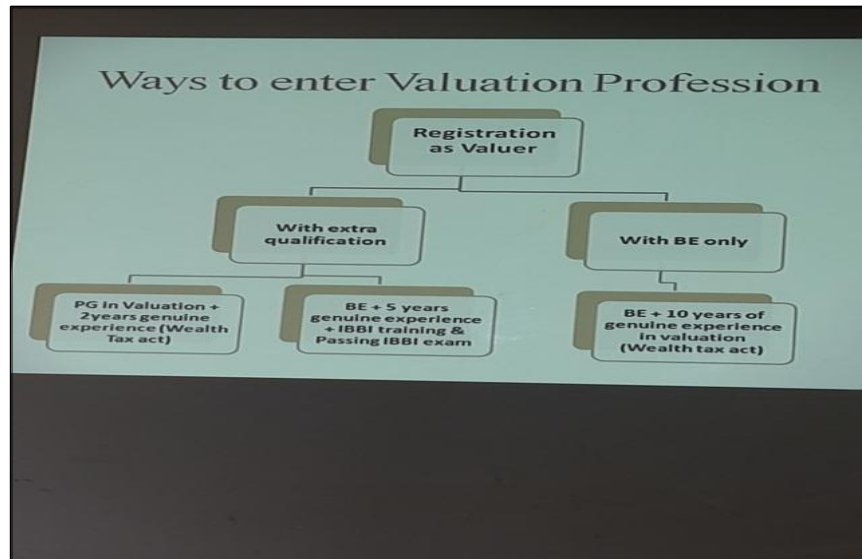 Ways to enter Valuation Profession
Registration
as Valuer
With extra
qualification
With BE only
PG in Valuation +
2years genuine
experience (Wealth
Tax act)
BE + 5 years
genuine experience
+ IBBI training &
Passing IBBI exam
BE + 10 years of
genuine experience
in valuation
(Wealth tax act)